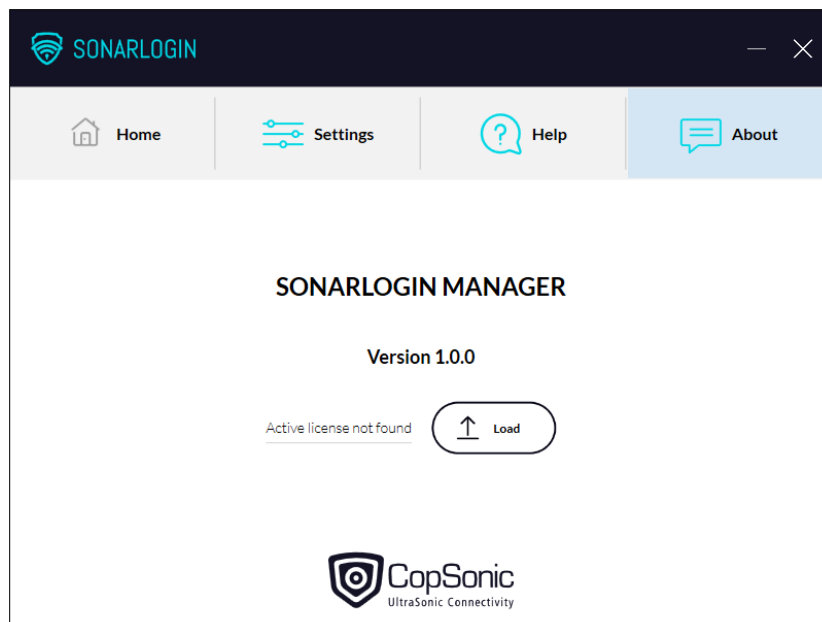 SONARLOGIN
Home Settings Help About
SONARLOGIN MANAGER
Version 1.0.0
Active license not found Load
CopSonic
UltraSonic Connectivity